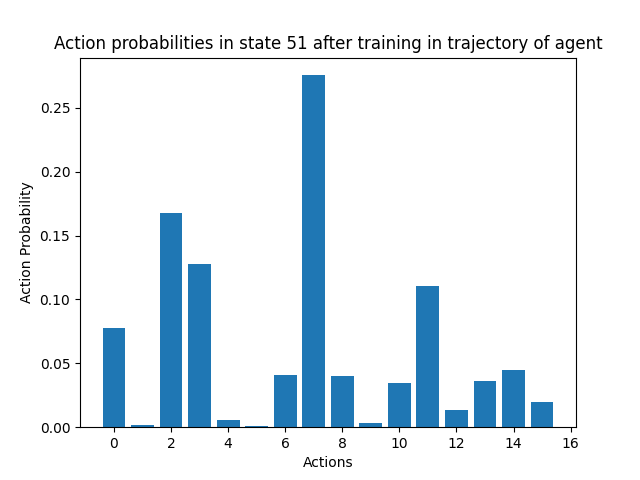 Action probabilities in state 51 after training in trajectory of agent
Action Probability
0.25
0.20
0.15
0.10
0.05
0.00
0 2 4 6 8 10 12 14 16
Actions